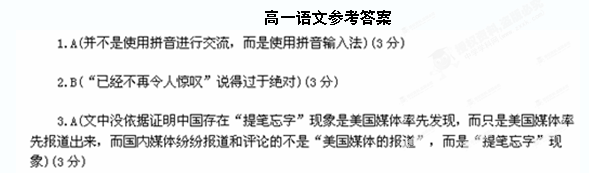 高一语文参考答案
1.A(并不是使用拼音进行交流，而是使用拼音输入法)(3分)
2.B(“已经不再令人惊叹”说得过于绝对)(3分)
3.A(文中没依据证明中国存在“提笔忘字”现象是美国媒体率先发现，而只是美国媒体率
先报道出来，而国内媒体纷纷报道和评论的不是“美国媒体的报道”，而是“提笔忘字”现
象)(3分)